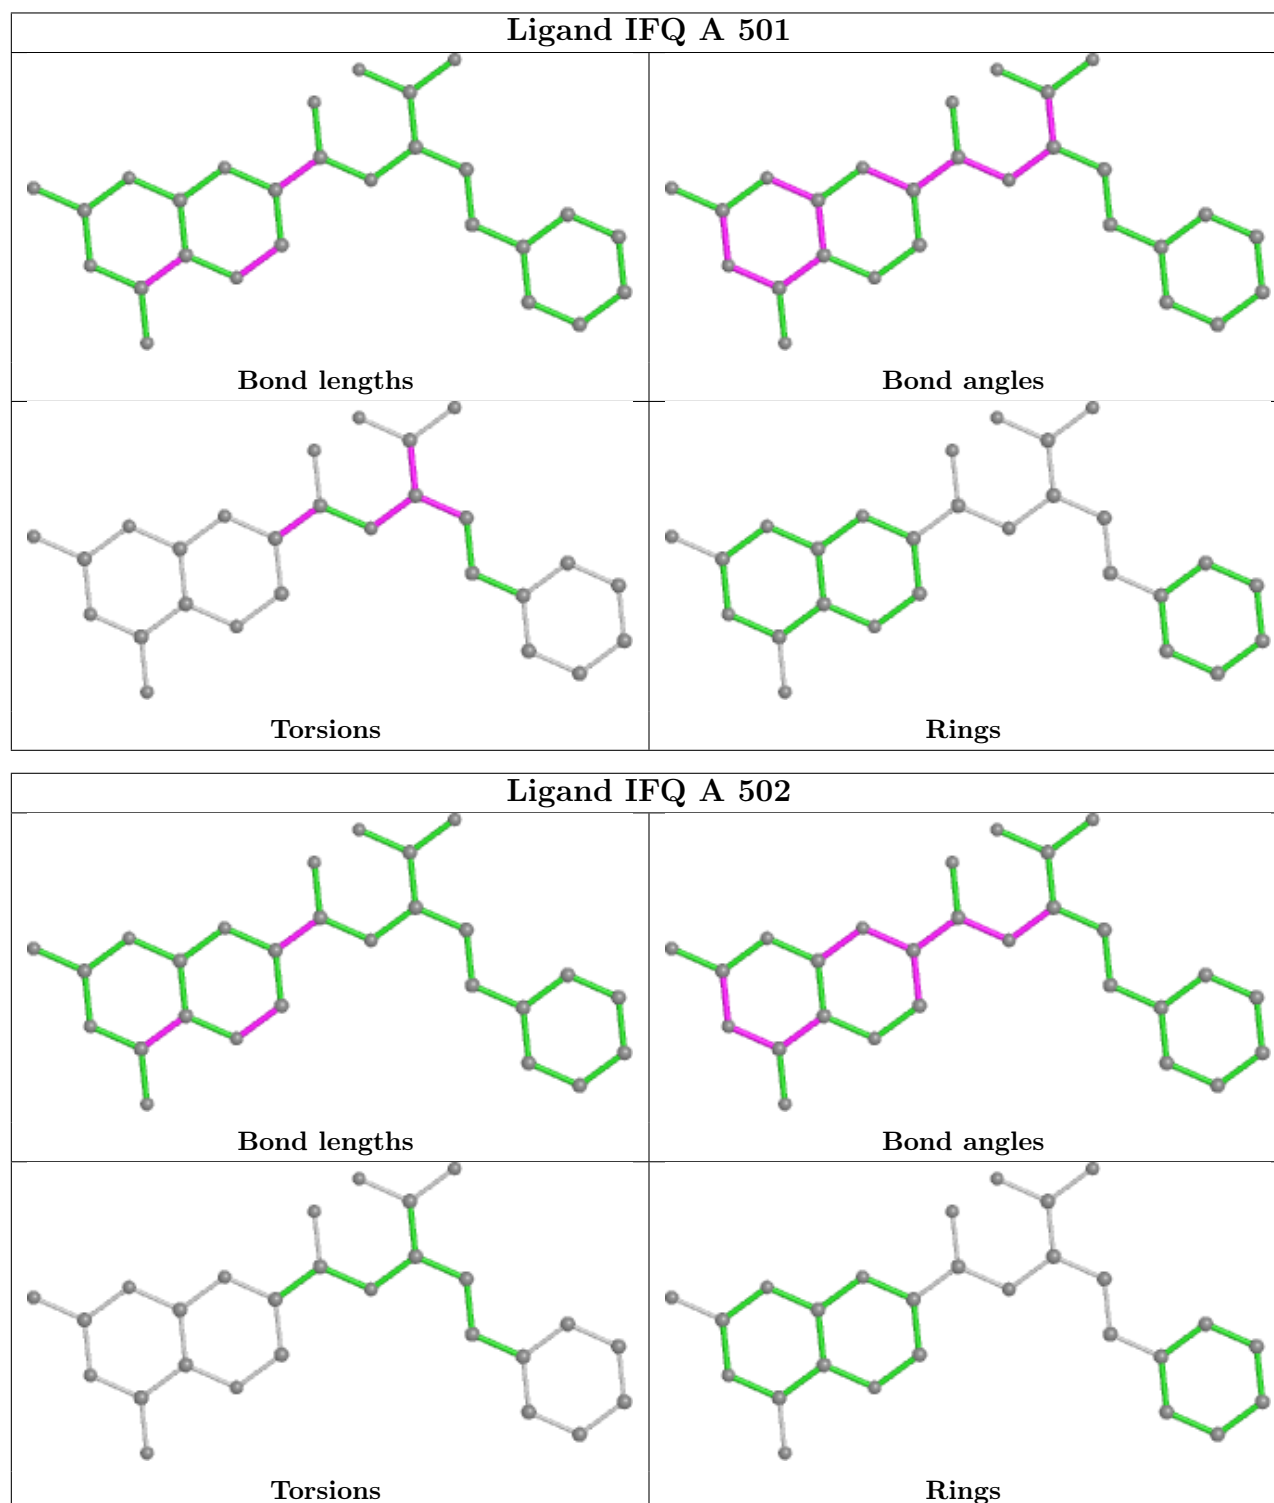 Ligand IFQ A 501
Bond lengths
Bond angles
Torsions
Rings
Ligand IFQ A 502
Bond lengths
Bond angles
Torsions
Rings